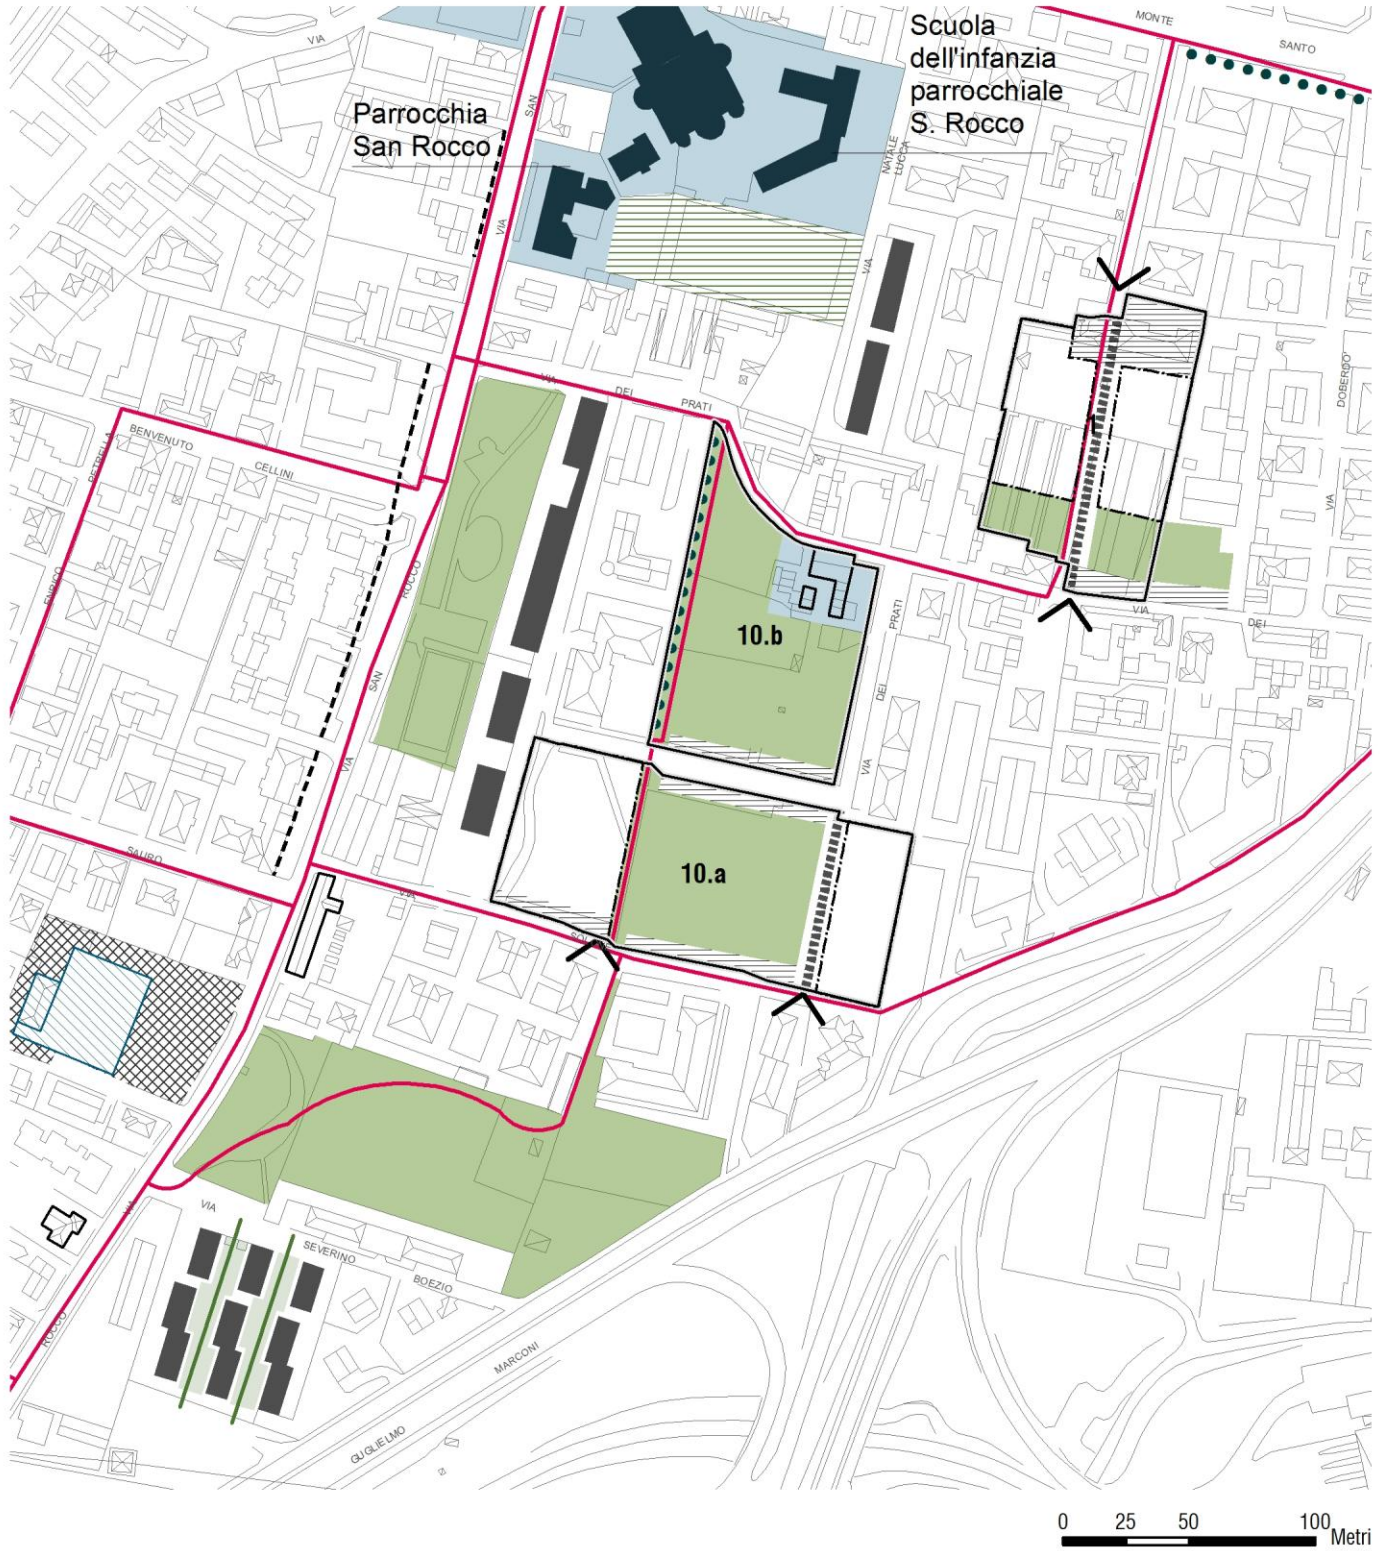 MONTE
SANTO
Scuola
dell'infanzia
parrocchiale
S. Rocco
VIA
Parrocchia
San Rocco
SAN
VIA
NATALE
LUCCA
VIA
VIA
DEI
PRATI
DOBERDO'
VIA
PETRELLA
ENRICO
BENVENUTO
CELLINI
ROCCO
SAN
VIA
10.b
PRATI
DEI
VIA
VIA
DEI
10.a
SAURO
VIA
VIA
SEVERINO
BOEZIO
VIA
ROCCO
MARCONI
GUGLIELMO
0 25 50 100 Metri